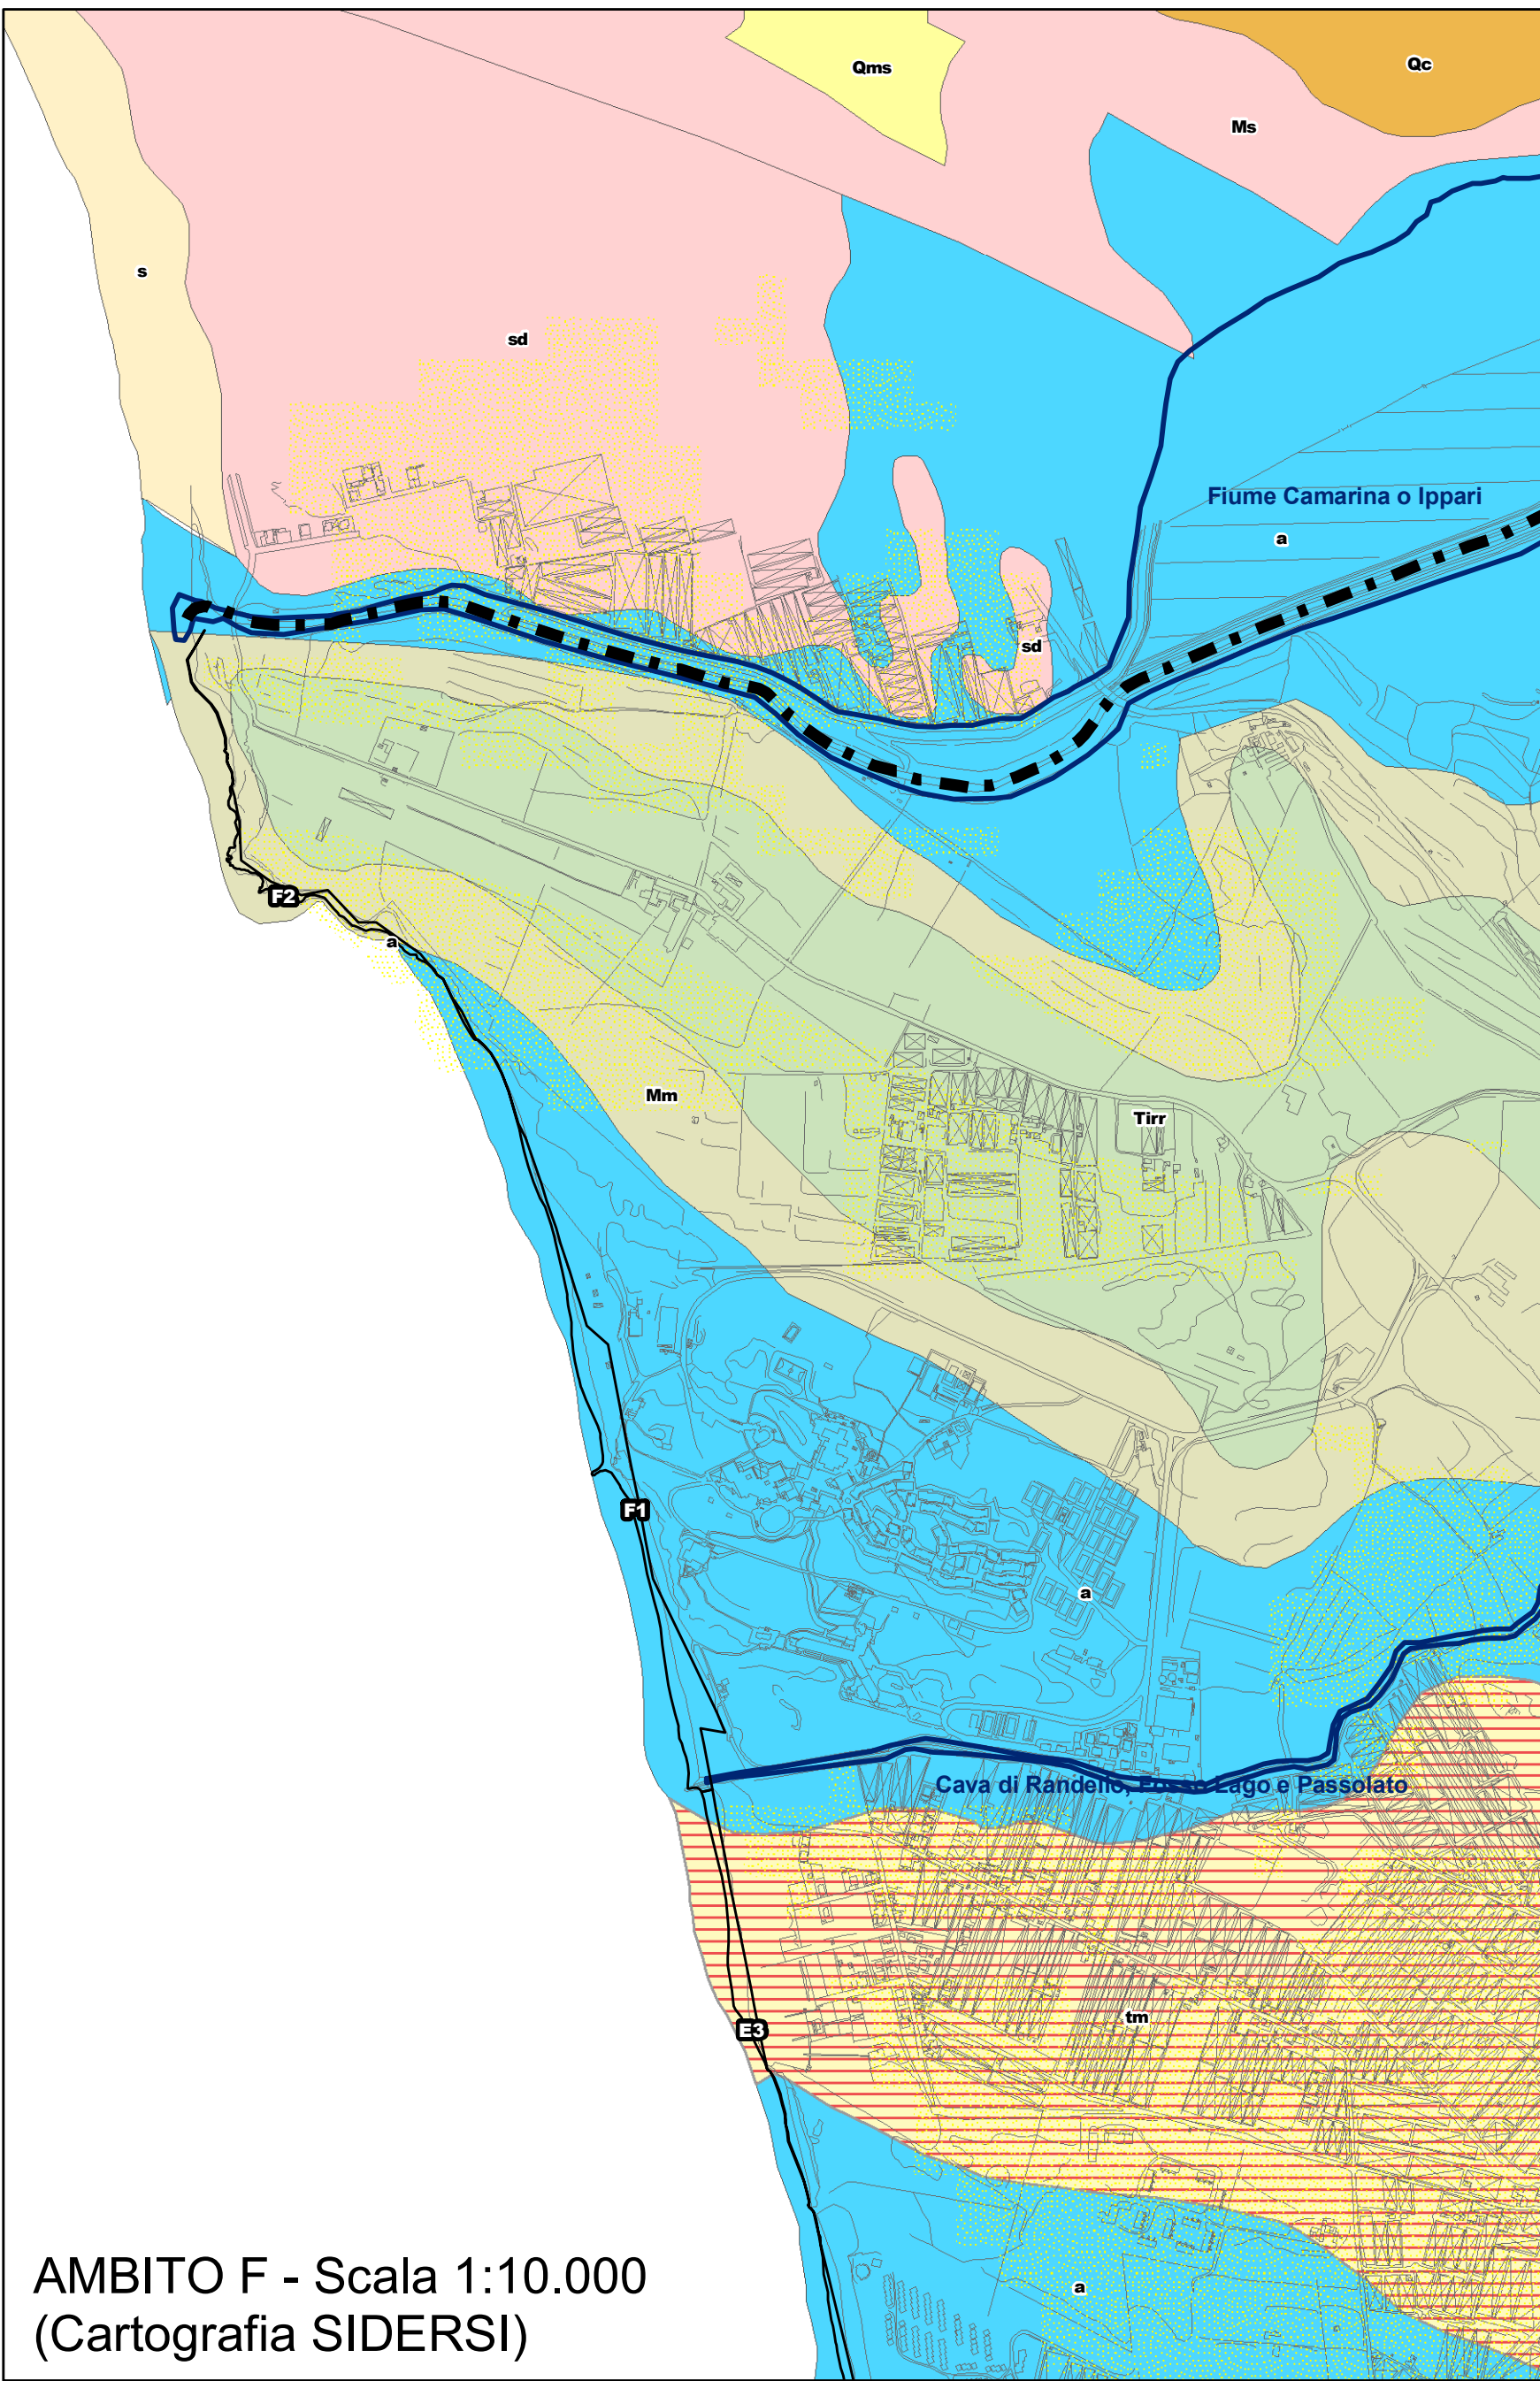 Qms
Qc
Ms
s
sd
Fiume Camarina o Ippari
a
sd
F2
a
Mm
Tirr
F1
a
Cava di Randello, Fosso Lago e Passolato
tm
E3
a
AMBITO F - Scala 1:10.000
(Cartografia SIDERSI)